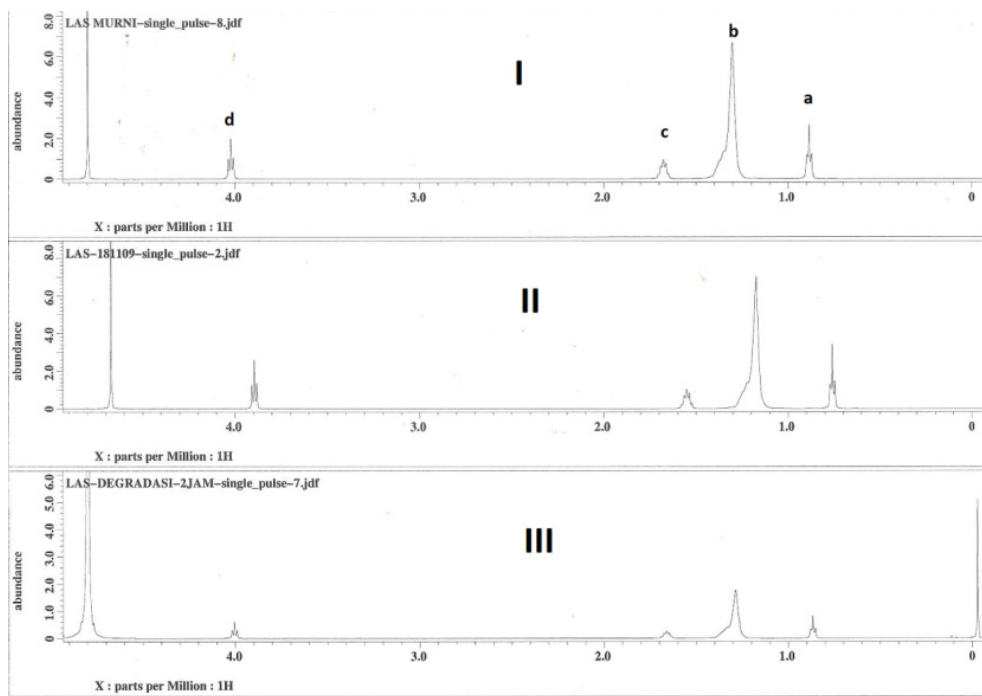 8.0
LAS MURNI-single_pulse-8.jdf
b
6.0
I
a
4.0
d
c
2.0
0
abundance
4.0 3.0 2.0 1.0 0
X : parts per Million : 1H
8.0
LAS-181109-single_pulse-2.jdf
6.0
II
4.0
2.0
0
abundance
4.0 3.0 2.0 1.0 0
X : parts per Million : 1H
6.0
LAS-DEGRADASI-2JAM-single_pulse-7.jdf
5.0
4.0
III
3.0
2.0
1.0
0
abundance
4.0 3.0 2.0 1.0 0
X : parts per Million : 1H